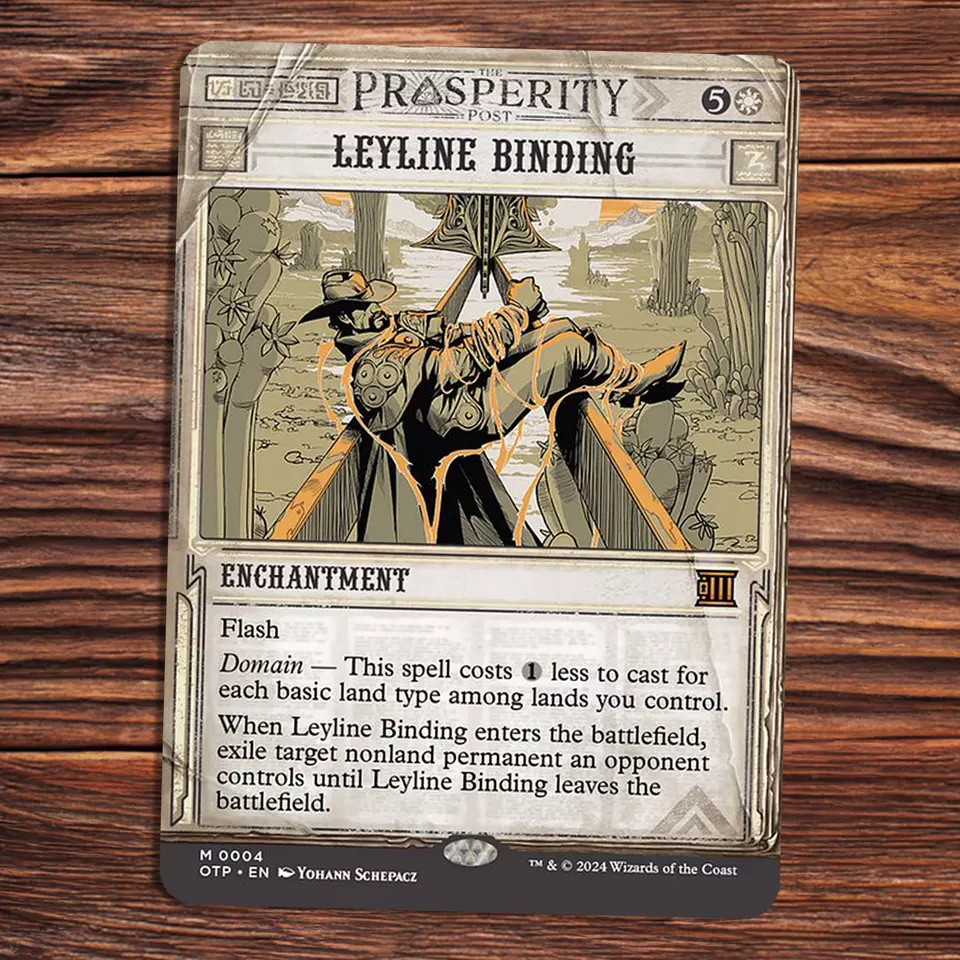 THE
PROSPERITY
POST
5
LEYLINE BINDING
ENCHANTMENT
Flash
Domain — This spell costs 1 less to cast for
each basic land type among lands you control.
When Leyline Binding enters the battlefield,
exile target nonland permanent an opponent
controls until Leyline Binding leaves the
battlefield.
M 0004
OTP • EN YOHANN SCHEPACZ
™ & © 2024 Wizards of the Coast